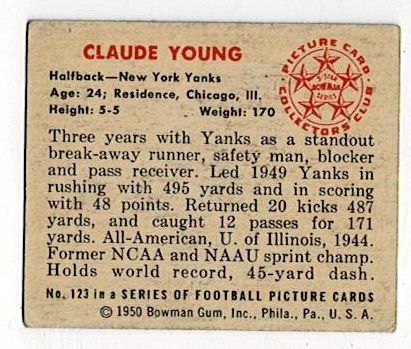 CLAUDE YOUNG
Halfback—New York Yanks
Age: 24; Residence, Chicago, Ill.
Height: 5-5 Weight: 170
PICTURE CARD
COLLECTORS CLUB
5-STAR
BOWMAN
SERIES
Three years with Yanks as a standout
break-away runner, safety man, blocker
and pass receiver. Led 1949 Yanks in
rushing with 495 yards and in scoring
with 48 points. Returned 20 kicks 487
yards, and caught 12 passes for 171
yards. All-American, U. of Illinois, 1944.
Former NCAA and NAAU sprint champ.
Holds world record, 45-yard dash.
No. 123 in a SERIES OF FOOTBALL PICTURE CARDS
© 1950 Bowman Gum, Inc., Phila., Pa., U. S. A.